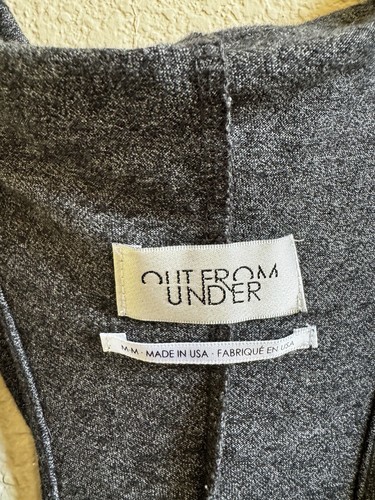 OUT FROM
UNDER
M-M · MADE IN USA · FABRIQUÉ EN USA